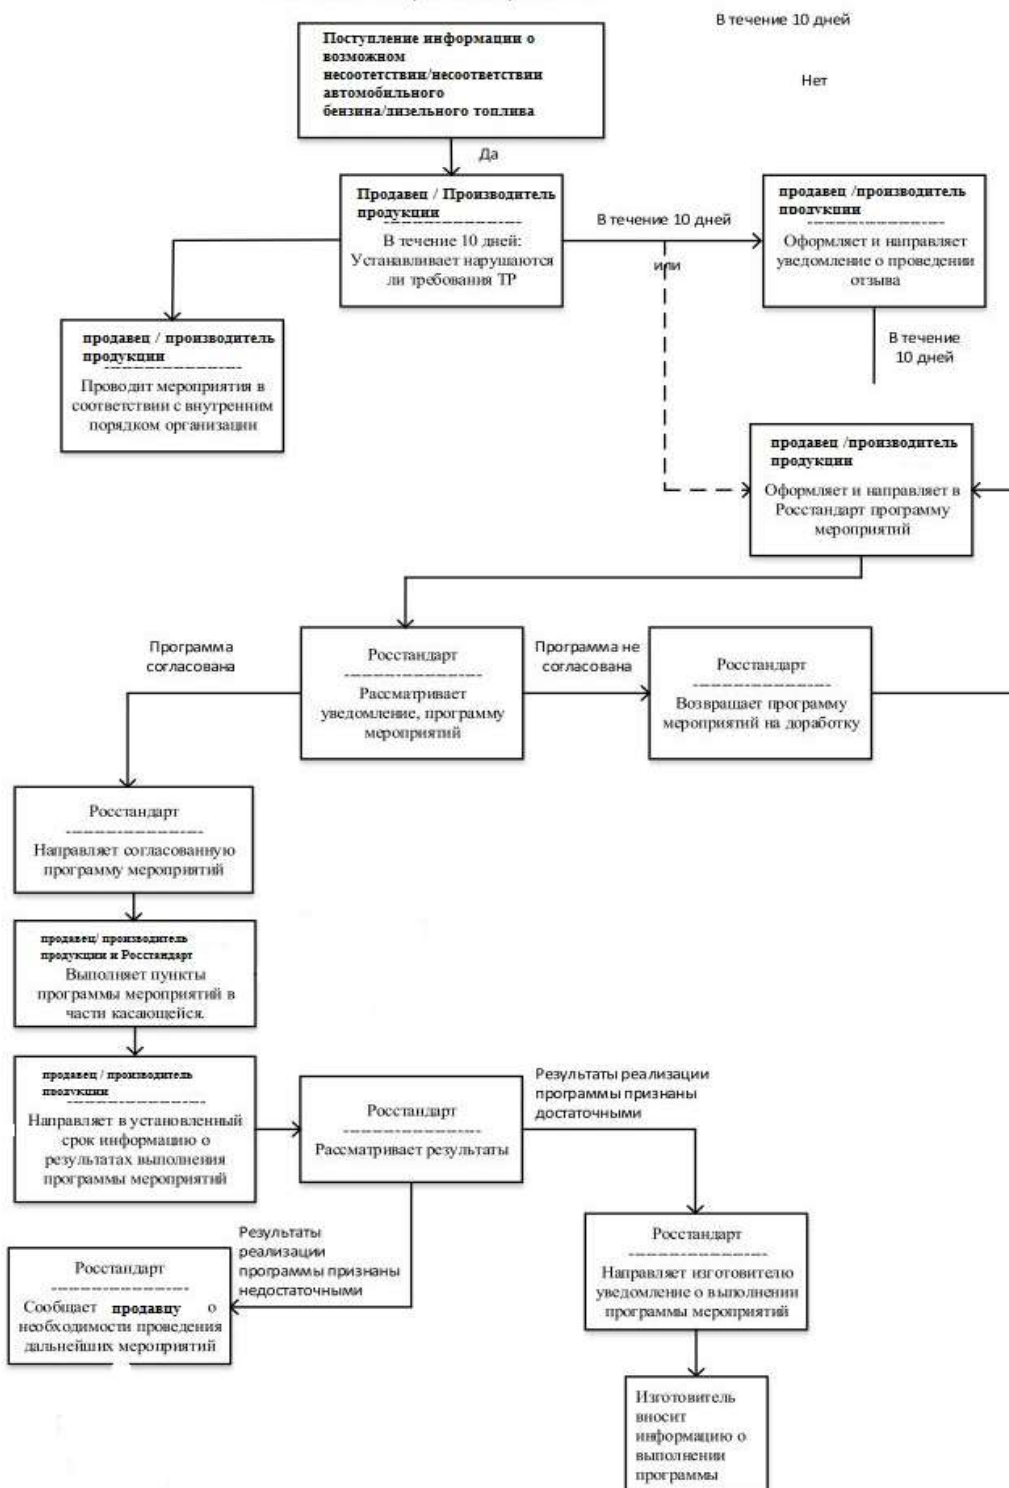 В течение 10 дней
Поступление информации о
возможном
несоотетствии/несоответствии
автомобильного
бензина/дизельного топлива
Нет
Да
Продавец / Производитель
продукции
В течение 10 дней:
Устанавливает нарушаются
ли требования ТР
В течение 10 дней
или
продавец /производитель
продукции
Оформляет и направляет
уведомление о проведении
отзыва
продавец / производитель
продукции
Проводит мероприятия в
соответствии с внутренним
порядком организации
В течение
10 дней
продавец /производитель
продукции
Оформляет и направляет в
Росстандарт программу
мероприятий
Программа
согласована
Росстандарт
Рассматривает
уведомление, программу
мероприятий
Программа не
согласована
Росстандарт
Возвращает программу
мероприятий на доработку
Росстандарт
Направляет согласованную
программу мероприятий
продавец/ производитель
продукции и Росстандарт
Выполняет пункты
программы мероприятий в
части касающейся.
продавец / производитель
продукции
Направляет в установленный
срок информацию о
результатах выполнения
программы мероприятий
Росстандарт
Рассматривает результаты
Результаты реализации
программы признаны
достаточными
Результаты
реализации
программы признаны
недостаточными
Росстандарт
Сообщает продавцу о
необходимости проведения
дальнейших мероприятий
Росстандарт
Направляет изготовителю
уведомление о выполнении
программы мероприятий
Изготовитель
вносит
информацию о
выполнении
программы